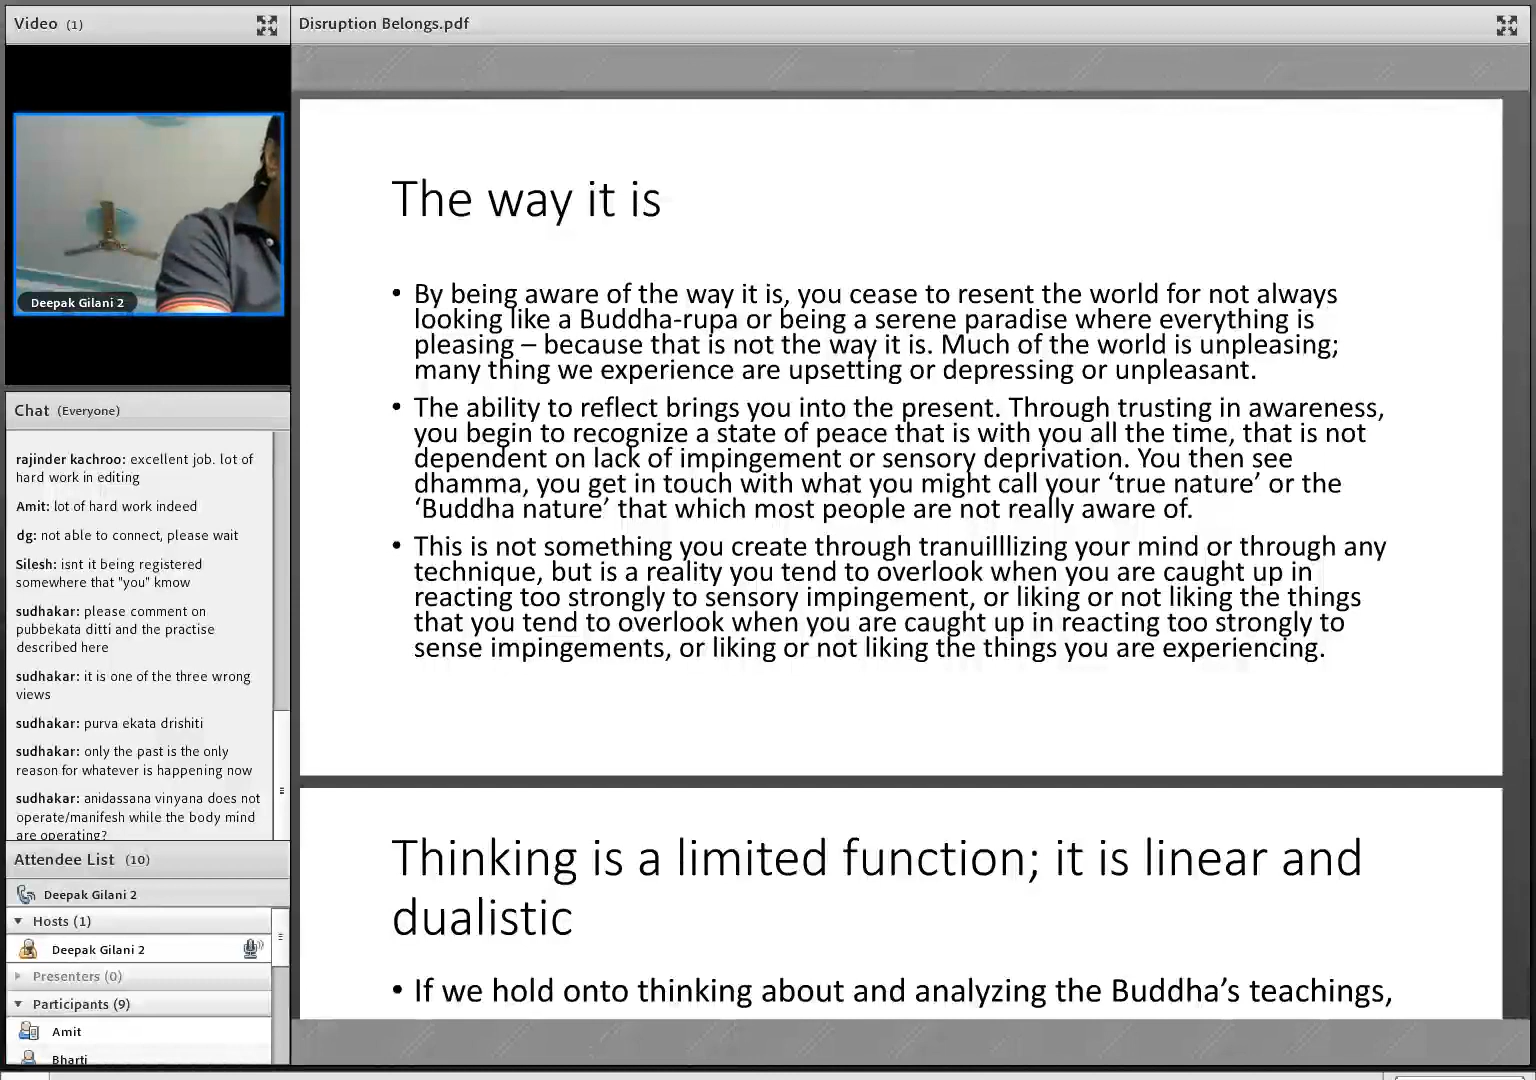 Video (1)
Deepak Gilani 2
Chat (Everyone)
rajinder kachroo: excellent job. lot of
hard work in editing
Amit: lot of hard work indeed
dg: not able to connect, please wait
Silesh: isnt it being registered
somewhere that "you" kmow
sudhakar: please comment on
pubbekata ditti and the practise
described here
sudhakar: it is one of the three wrong
views
sudhakar: purva ekata drishiti
sudhakar: only the past is the only
reason for whatever is happening now
sudhakar: anidassana vinyana does not
operate/manifesh while the body mind
are operating?
Attendee List (10)
Deepak Gilani 2
Hosts (1)
Deepak Gilani 2
Presenters (0)
Participants (9)
Amit
Bharti
Disruption Belongs.pdf
The way it is
• By being aware of the way it is, you cease to resent the world for not always
looking like a Buddha-rupa or being a serene paradise where everything is
pleasing – because that is not the way it is. Much of the world is unpleasing;
many thing we experience are upsetting or depressing or unpleasant.
• The ability to reflect brings you into the present. Through trusting in awareness,
you begin to recognize a state of peace that is with you all the time, that is not
dependent on lack of impingement or sensory deprivation. You then see
dhamma, you get in touch with what you might call your ‘true nature’ or the
‘Buddha nature’ that which most people are not really aware of.
• This is not something you create through tranuilllizing your mind or through any
technique, but is a reality you tend to overlook when you are caught up in
reacting too strongly to sensory impingement, or liking or not liking the things
that you tend to overlook when you are caught up in reacting too strongly to
sense impingements, or liking or not liking the things you are experiencing.
Thinking is a limited function; it is linear and
dualistic
• If we hold onto thinking about and analyzing the Buddha’s teachings,